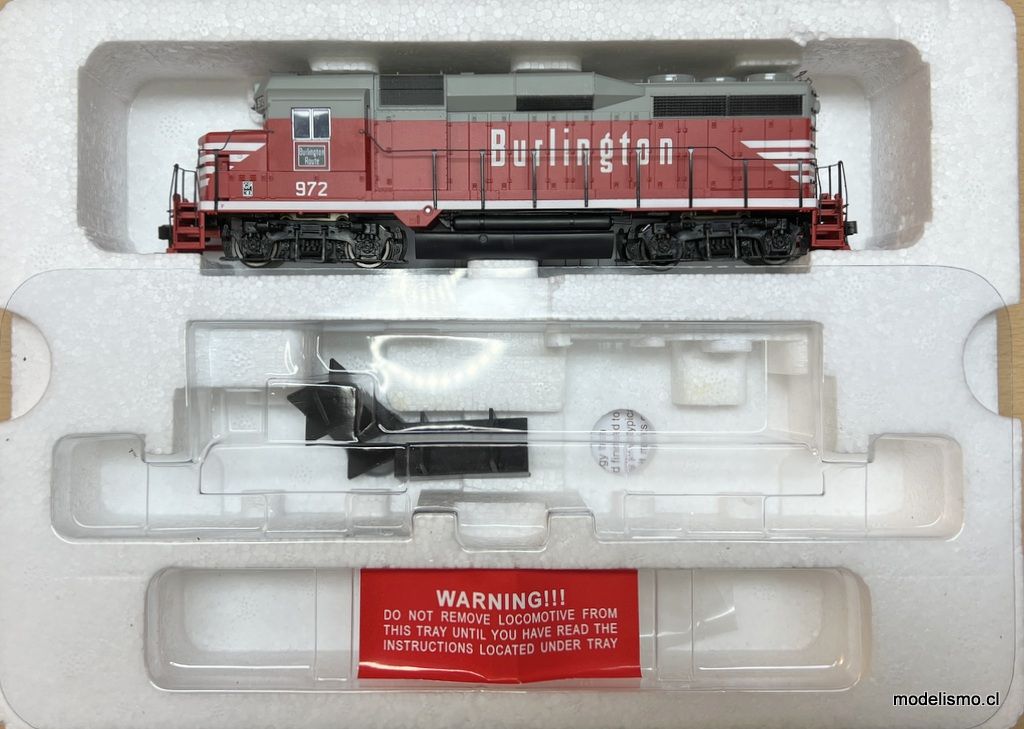 Burlington
Burlington
Route
972
WARNING!!!
DO NOT REMOVE LOCOMOTIVE FROM
THIS TRAY UNTIL YOU HAVE READ THE
INSTRUCTIONS LOCATED UNDER TRAY
modelismo.cl